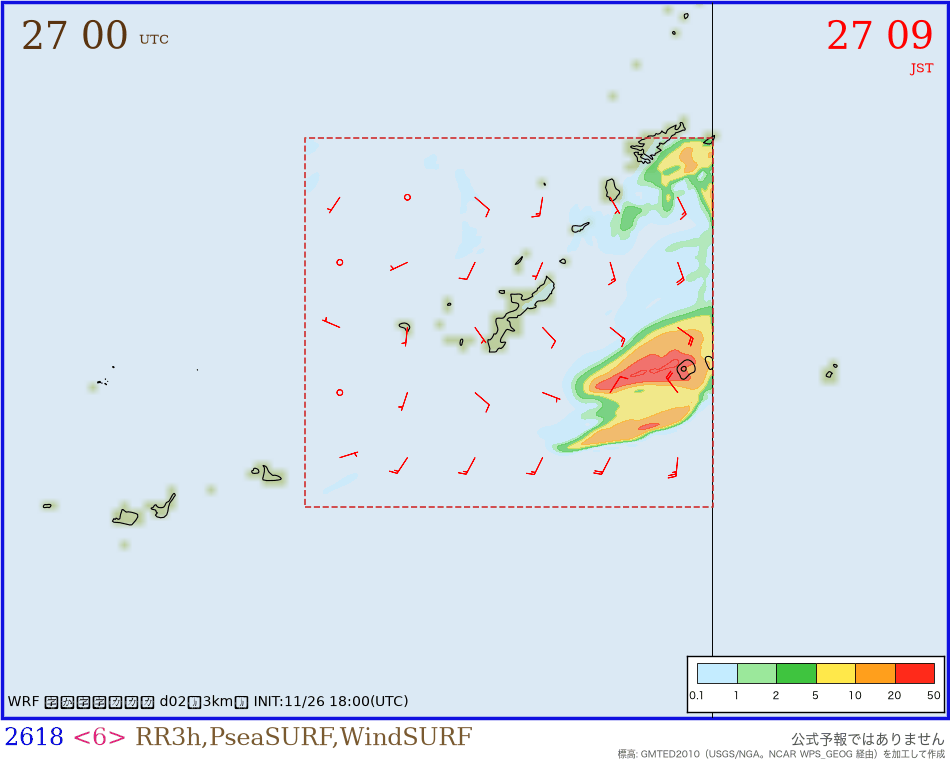 27 00 UTC
27 09
JST
0.1 1 2 5 10 20 50
WRF d02 3km INIT:11/26 18:00(UTC)
2618 <6> RR3h,PseaSURF,WindSURF
公式予報ではありません
標高: GMTED2010（USGS/NGA。NCAR WPS_GEOG 経由）を加工して作成